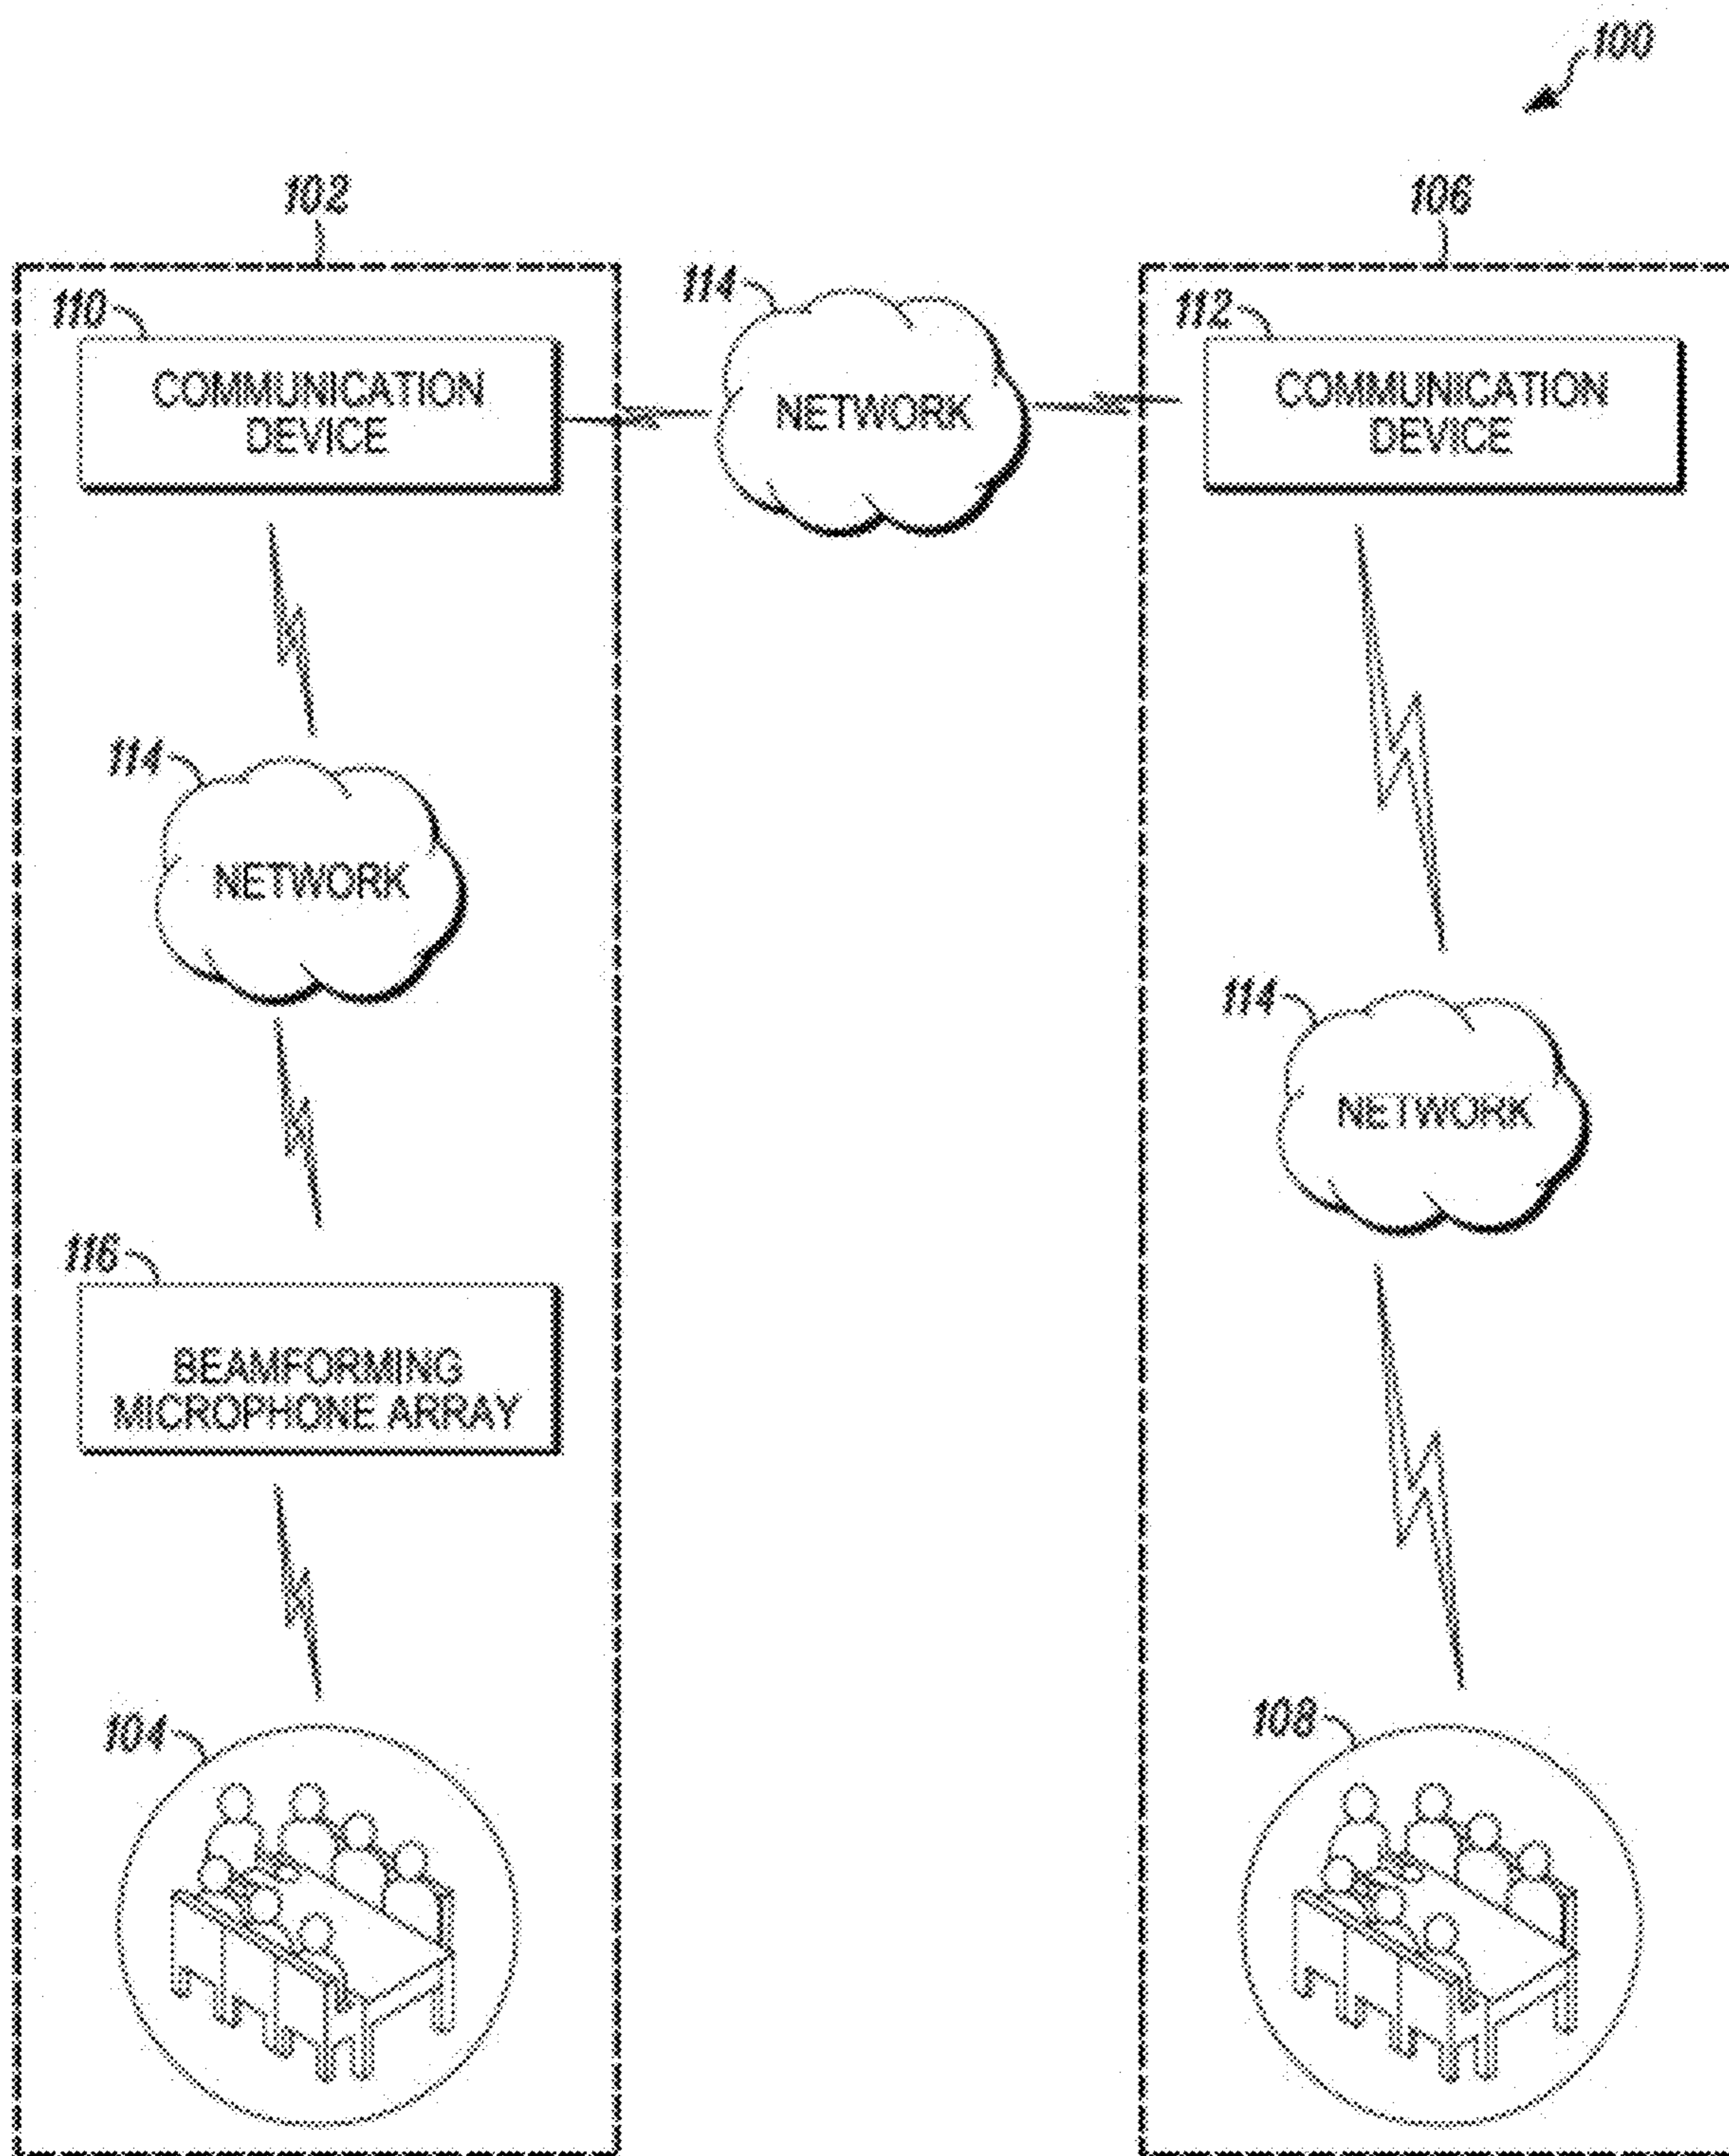 100
102
106
110
COMMUNICATION
DEVICE
114
NETWORK
112
COMMUNICATION
DEVICE
114
NETWORK
114
NETWORK
116
BEAMFORMING
MICROPHONE ARRAY
104
108